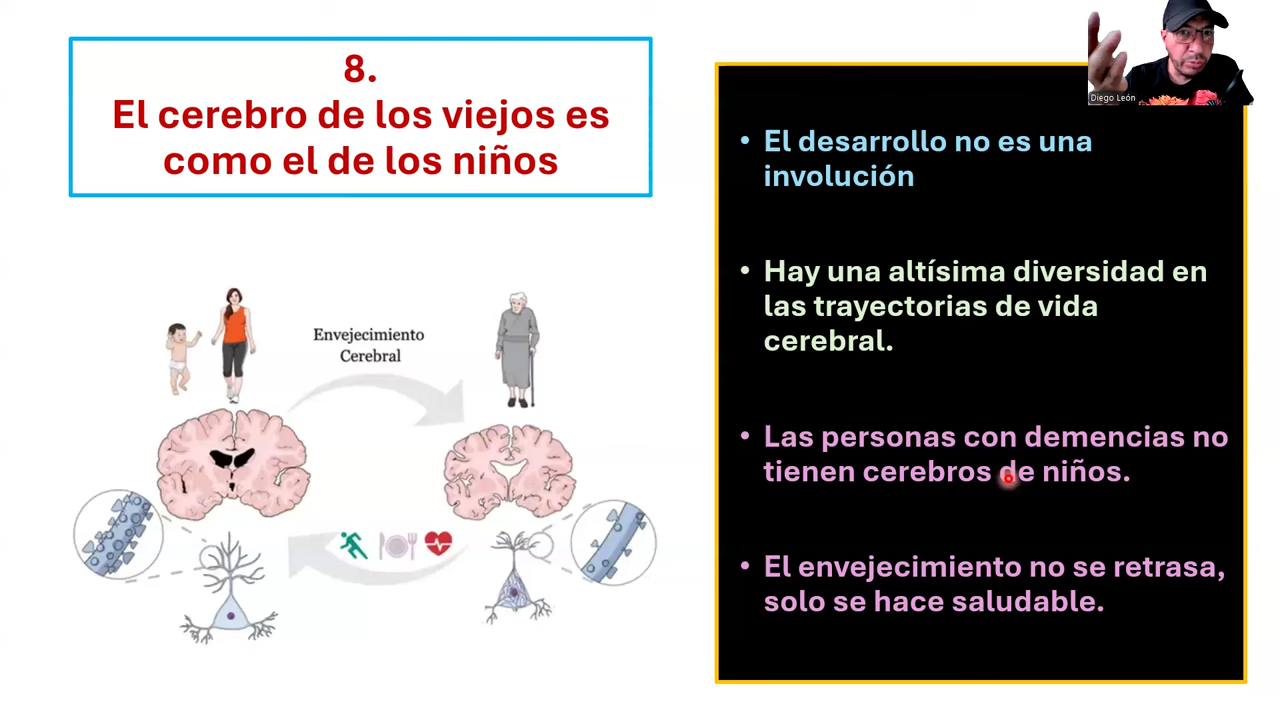 8.
El cerebro de los viejos es
como el de los niños
Envejecimiento
Cerebral
Diego León
• El desarrollo no es una
involución
• Hay una altísima diversidad en
las trayectorias de vida
cerebral.
• Las personas con demencias no
tienen cerebros de niños.
• El envejecimiento no se retrasa,
solo se hace saludable.